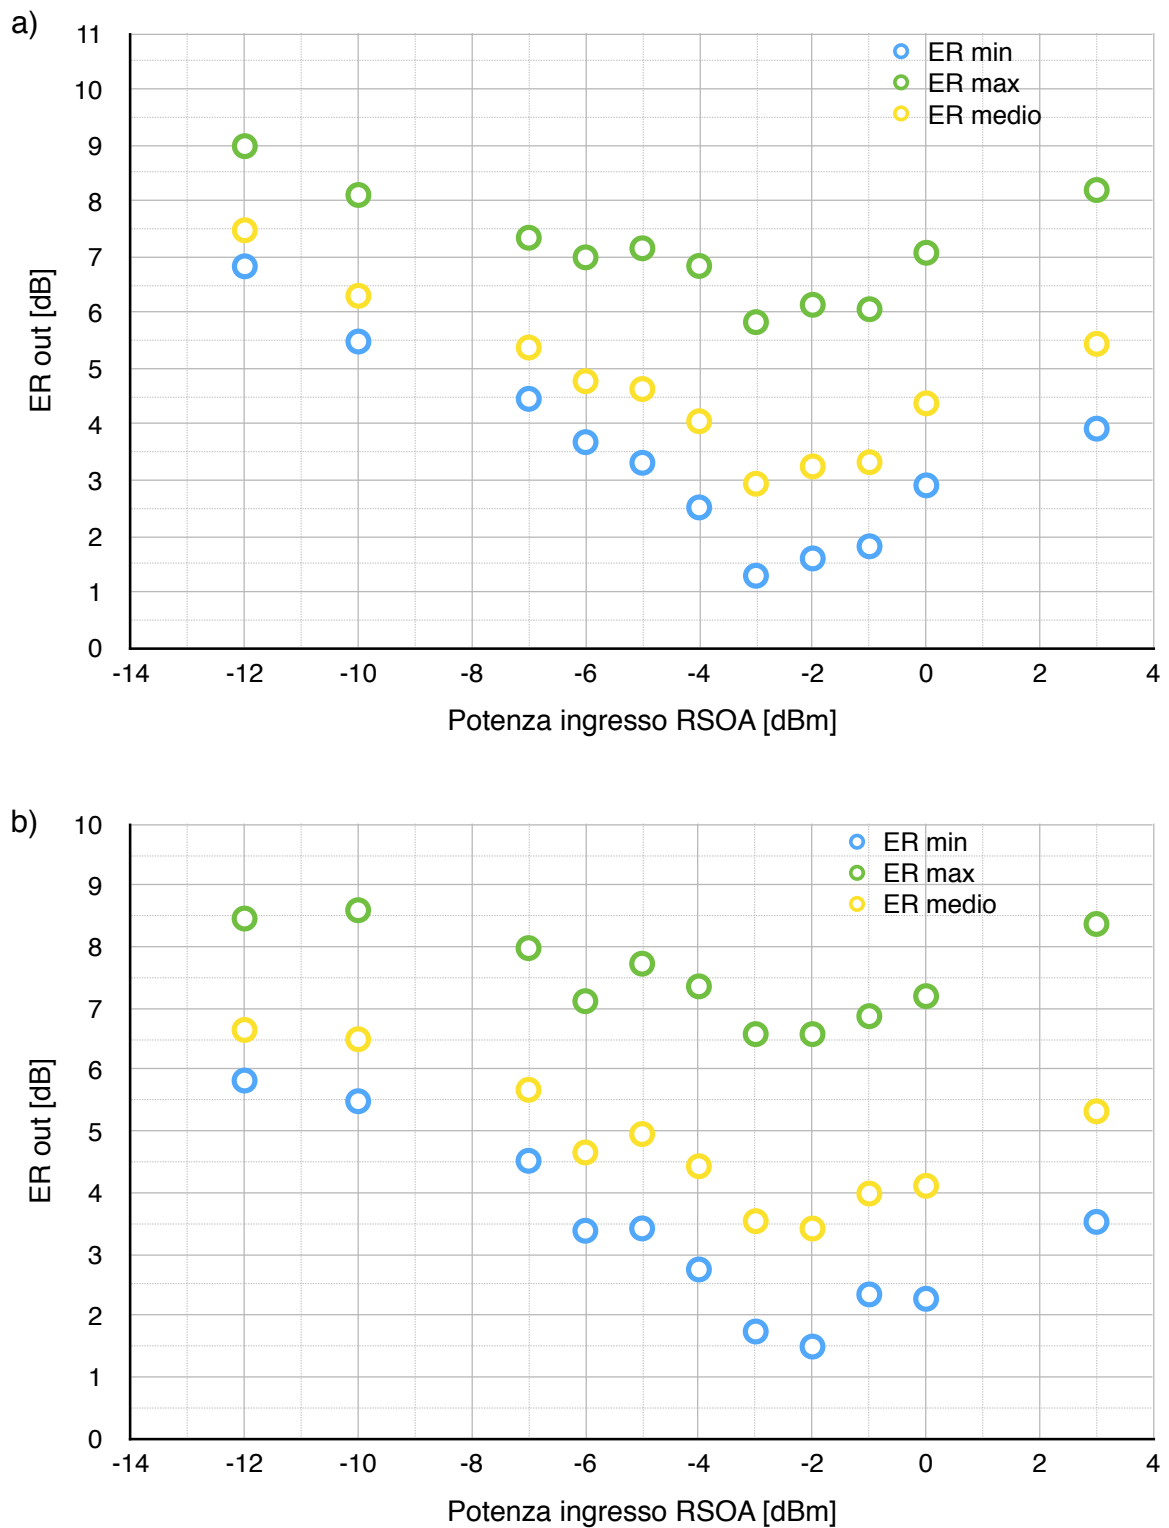 a)
11
10
9
8
7
6
5
4
3
2
1
0
ER out [dB]
ER min
ER max
ER medio
-14 -12 -10 -8 -6 -4 -2 0 2 4
Potenza ingresso RSOA [dBm]
b)
10
9
8
7
6
5
4
3
2
1
0
ER out [dB]
ER min
ER max
ER medio
-14 -12 -10 -8 -6 -4 -2 0 2 4
Potenza ingresso RSOA [dBm]